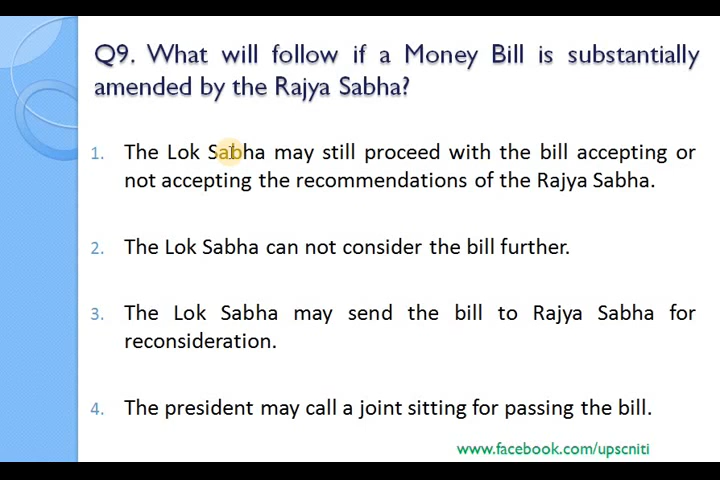 Q9. What will follow if a Money Bill is substantially
amended by the Rajya Sabha?
1. The Lok Sabha may still proceed with the bill accepting or
not accepting the recommendations of the Rajya Sabha.
2. The Lok Sabha can not consider the bill further.
3. The Lok Sabha may send the bill to Rajya Sabha for
reconsideration.
4. The president may call a joint sitting for passing the bill.
www.facebook.com/upscniti